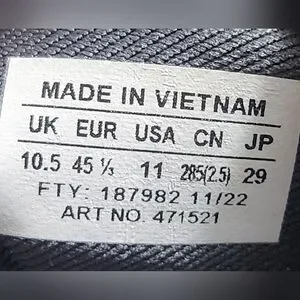 MADE IN VIETNAM
UK EUR USA CN JP
10.5 45 ⅓ 11 285(2.5) 29
FTY: 187982 11/22
ART NO. 471521